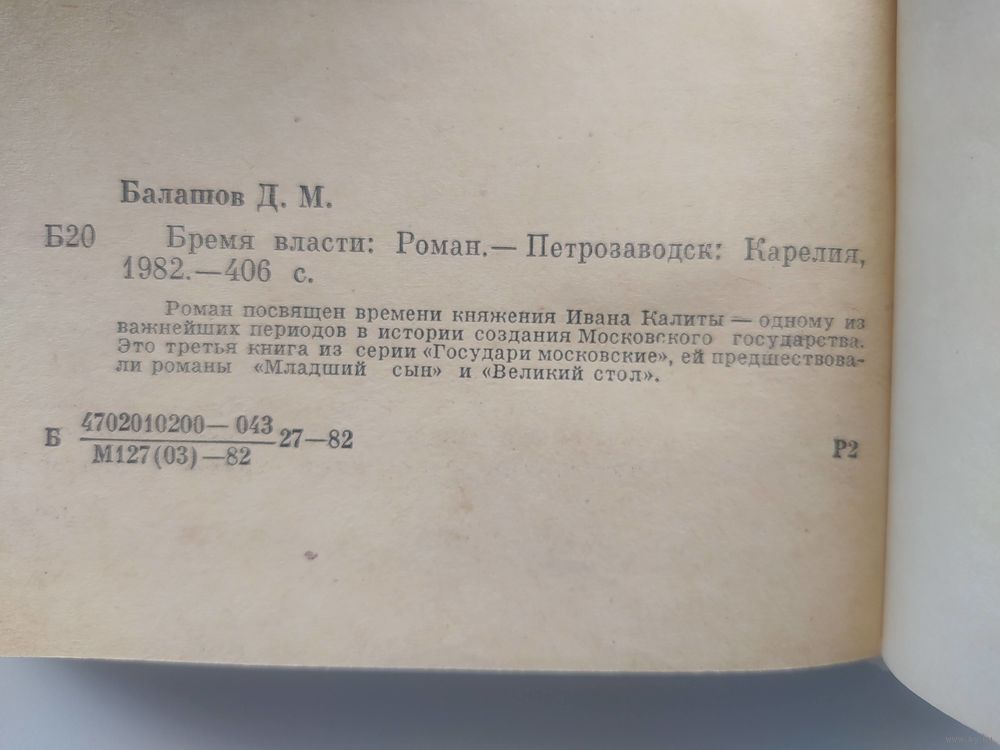 Балашов Д. М.
Б20 Бремя власти: Роман.— Петрозаводск: Карелия,
1982.—406 с.
Роман посвящен времени княжения Ивана Калиты — одному из
важнейших периодов в истории создания Московского государства.
Это третья книга из серии «Государи московские», ей предшествова-
ли романы «Младший сын» и «Великий стол».
4702010200—043
Б 27—82
М127(03)—82
Р2